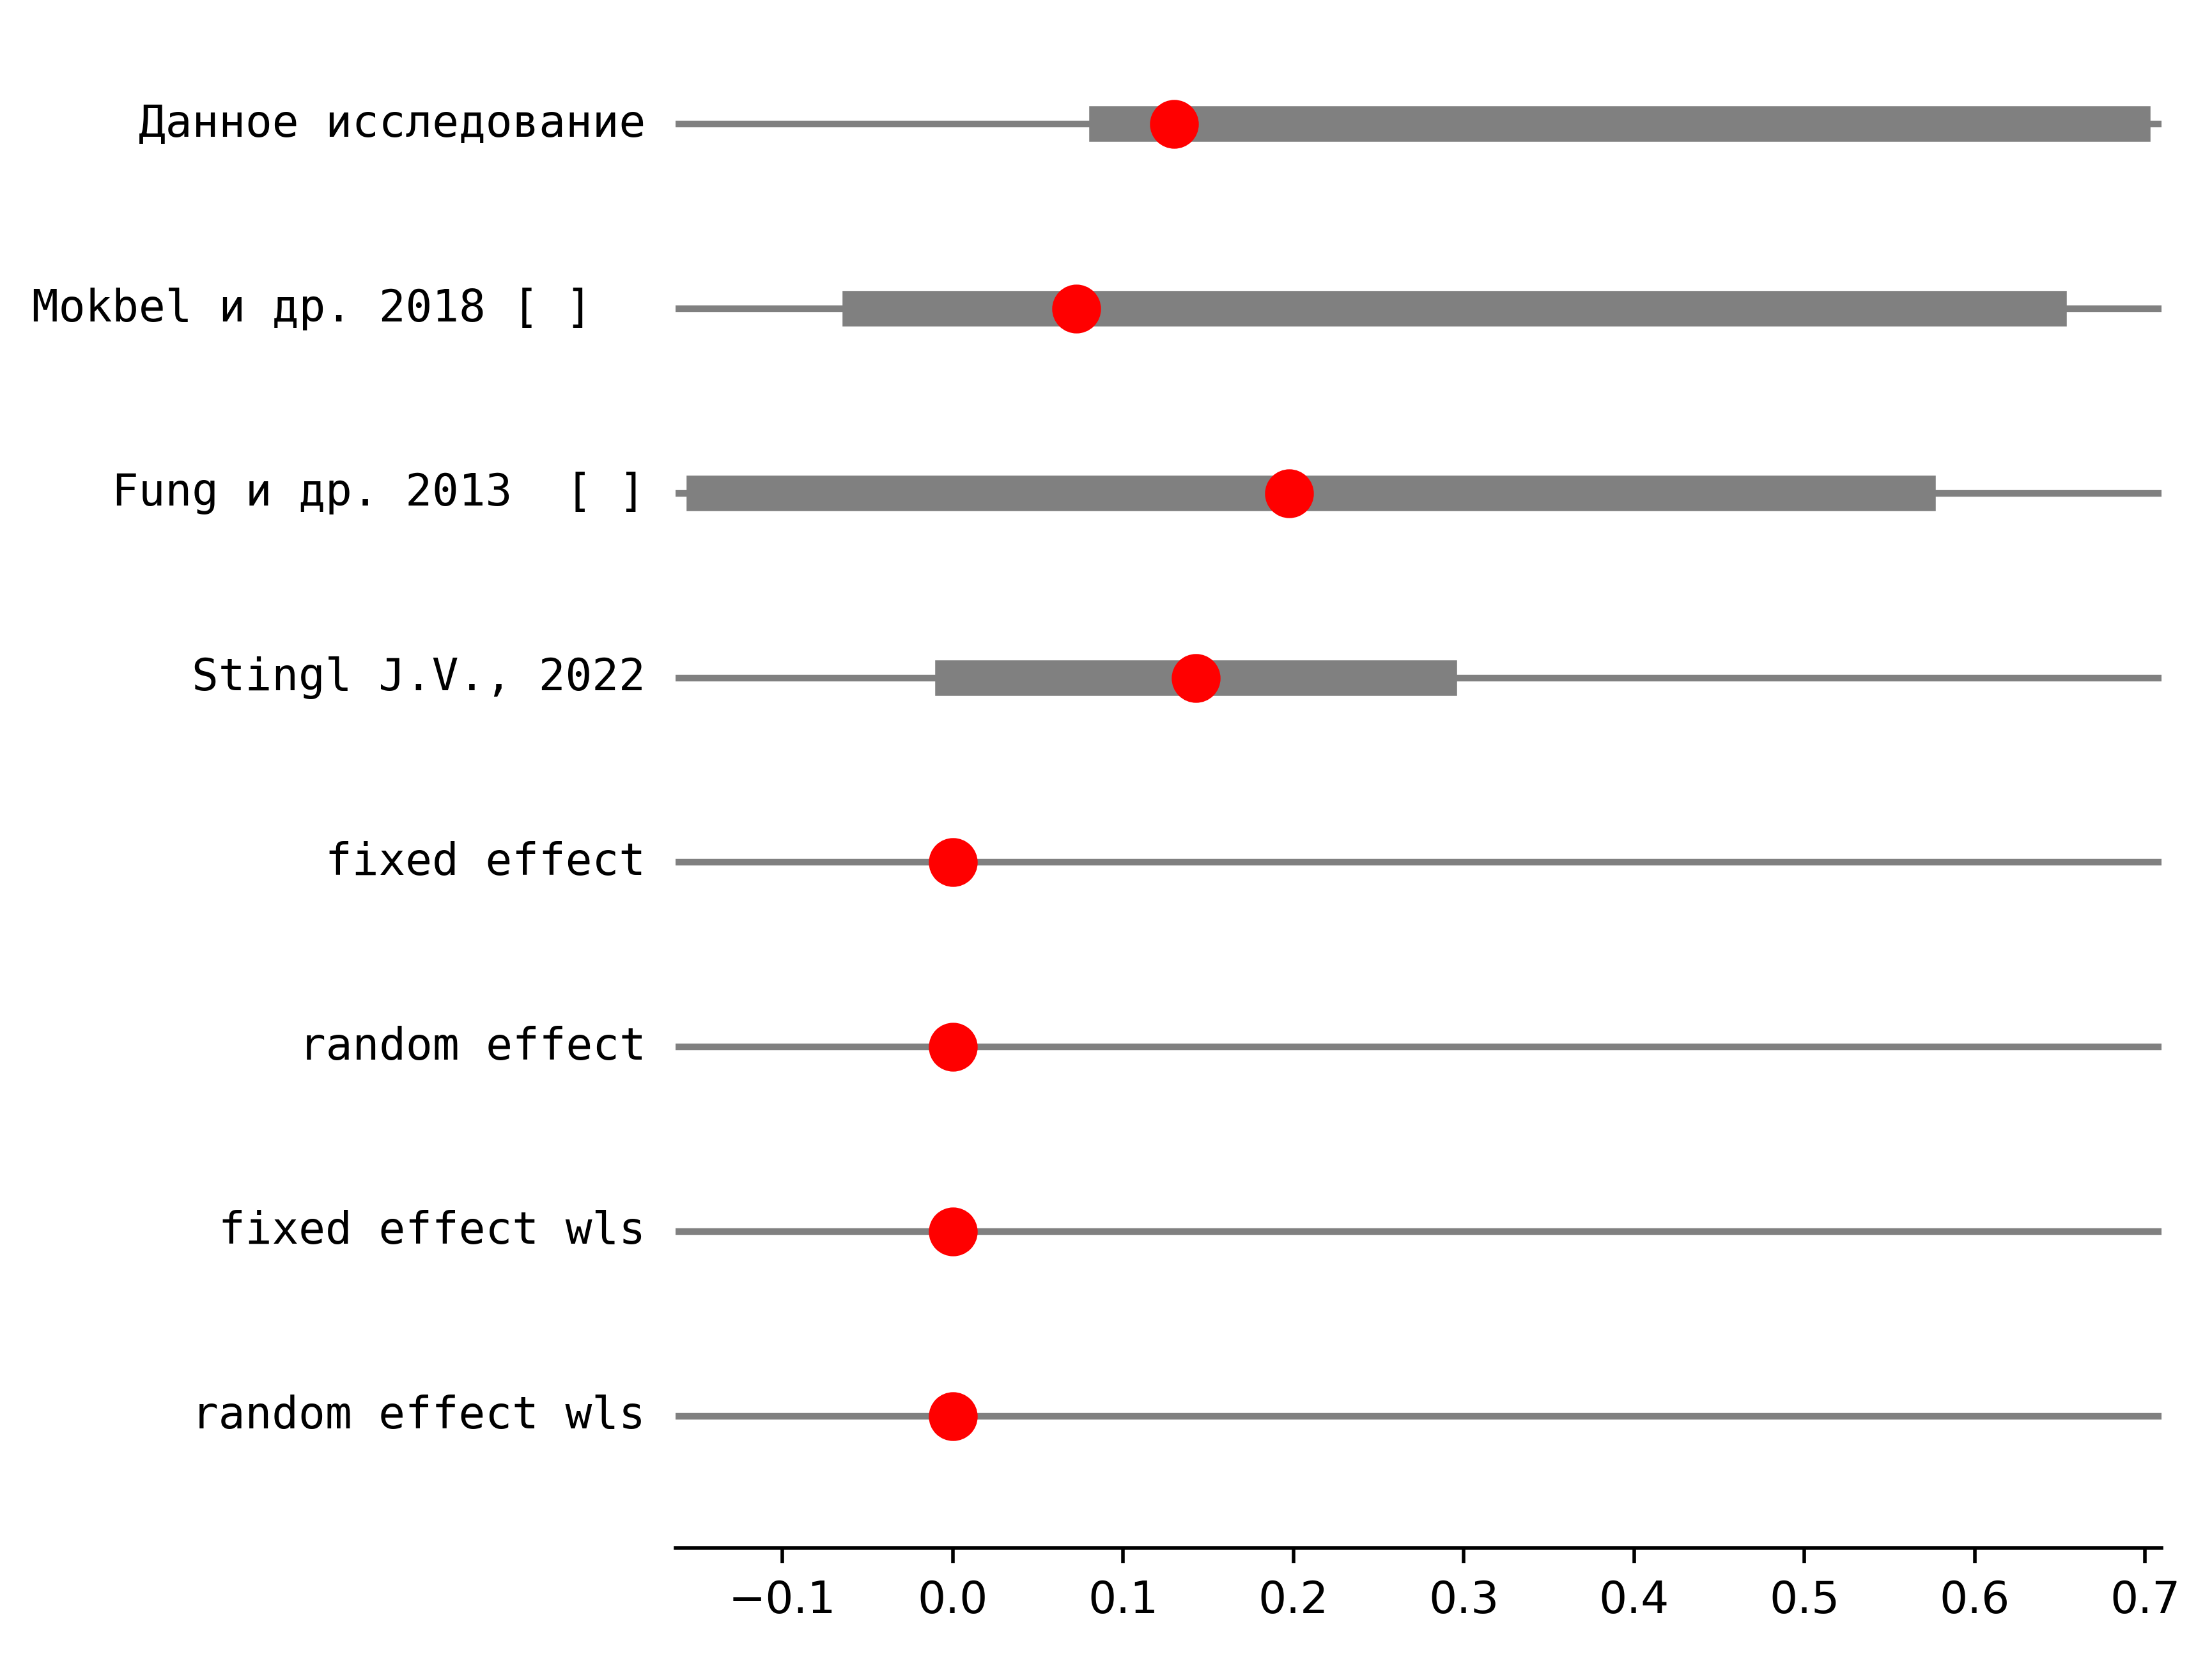 Данное исследование
Mokbel и др. 2018 [ ]
Fung и др. 2013  [ ]
Stingl J.V., 2022
fixed effect
random effect
fixed effect wls
random effect wls
−0.1 0.0 0.1 0.2 0.3 0.4 0.5 0.6 0.7